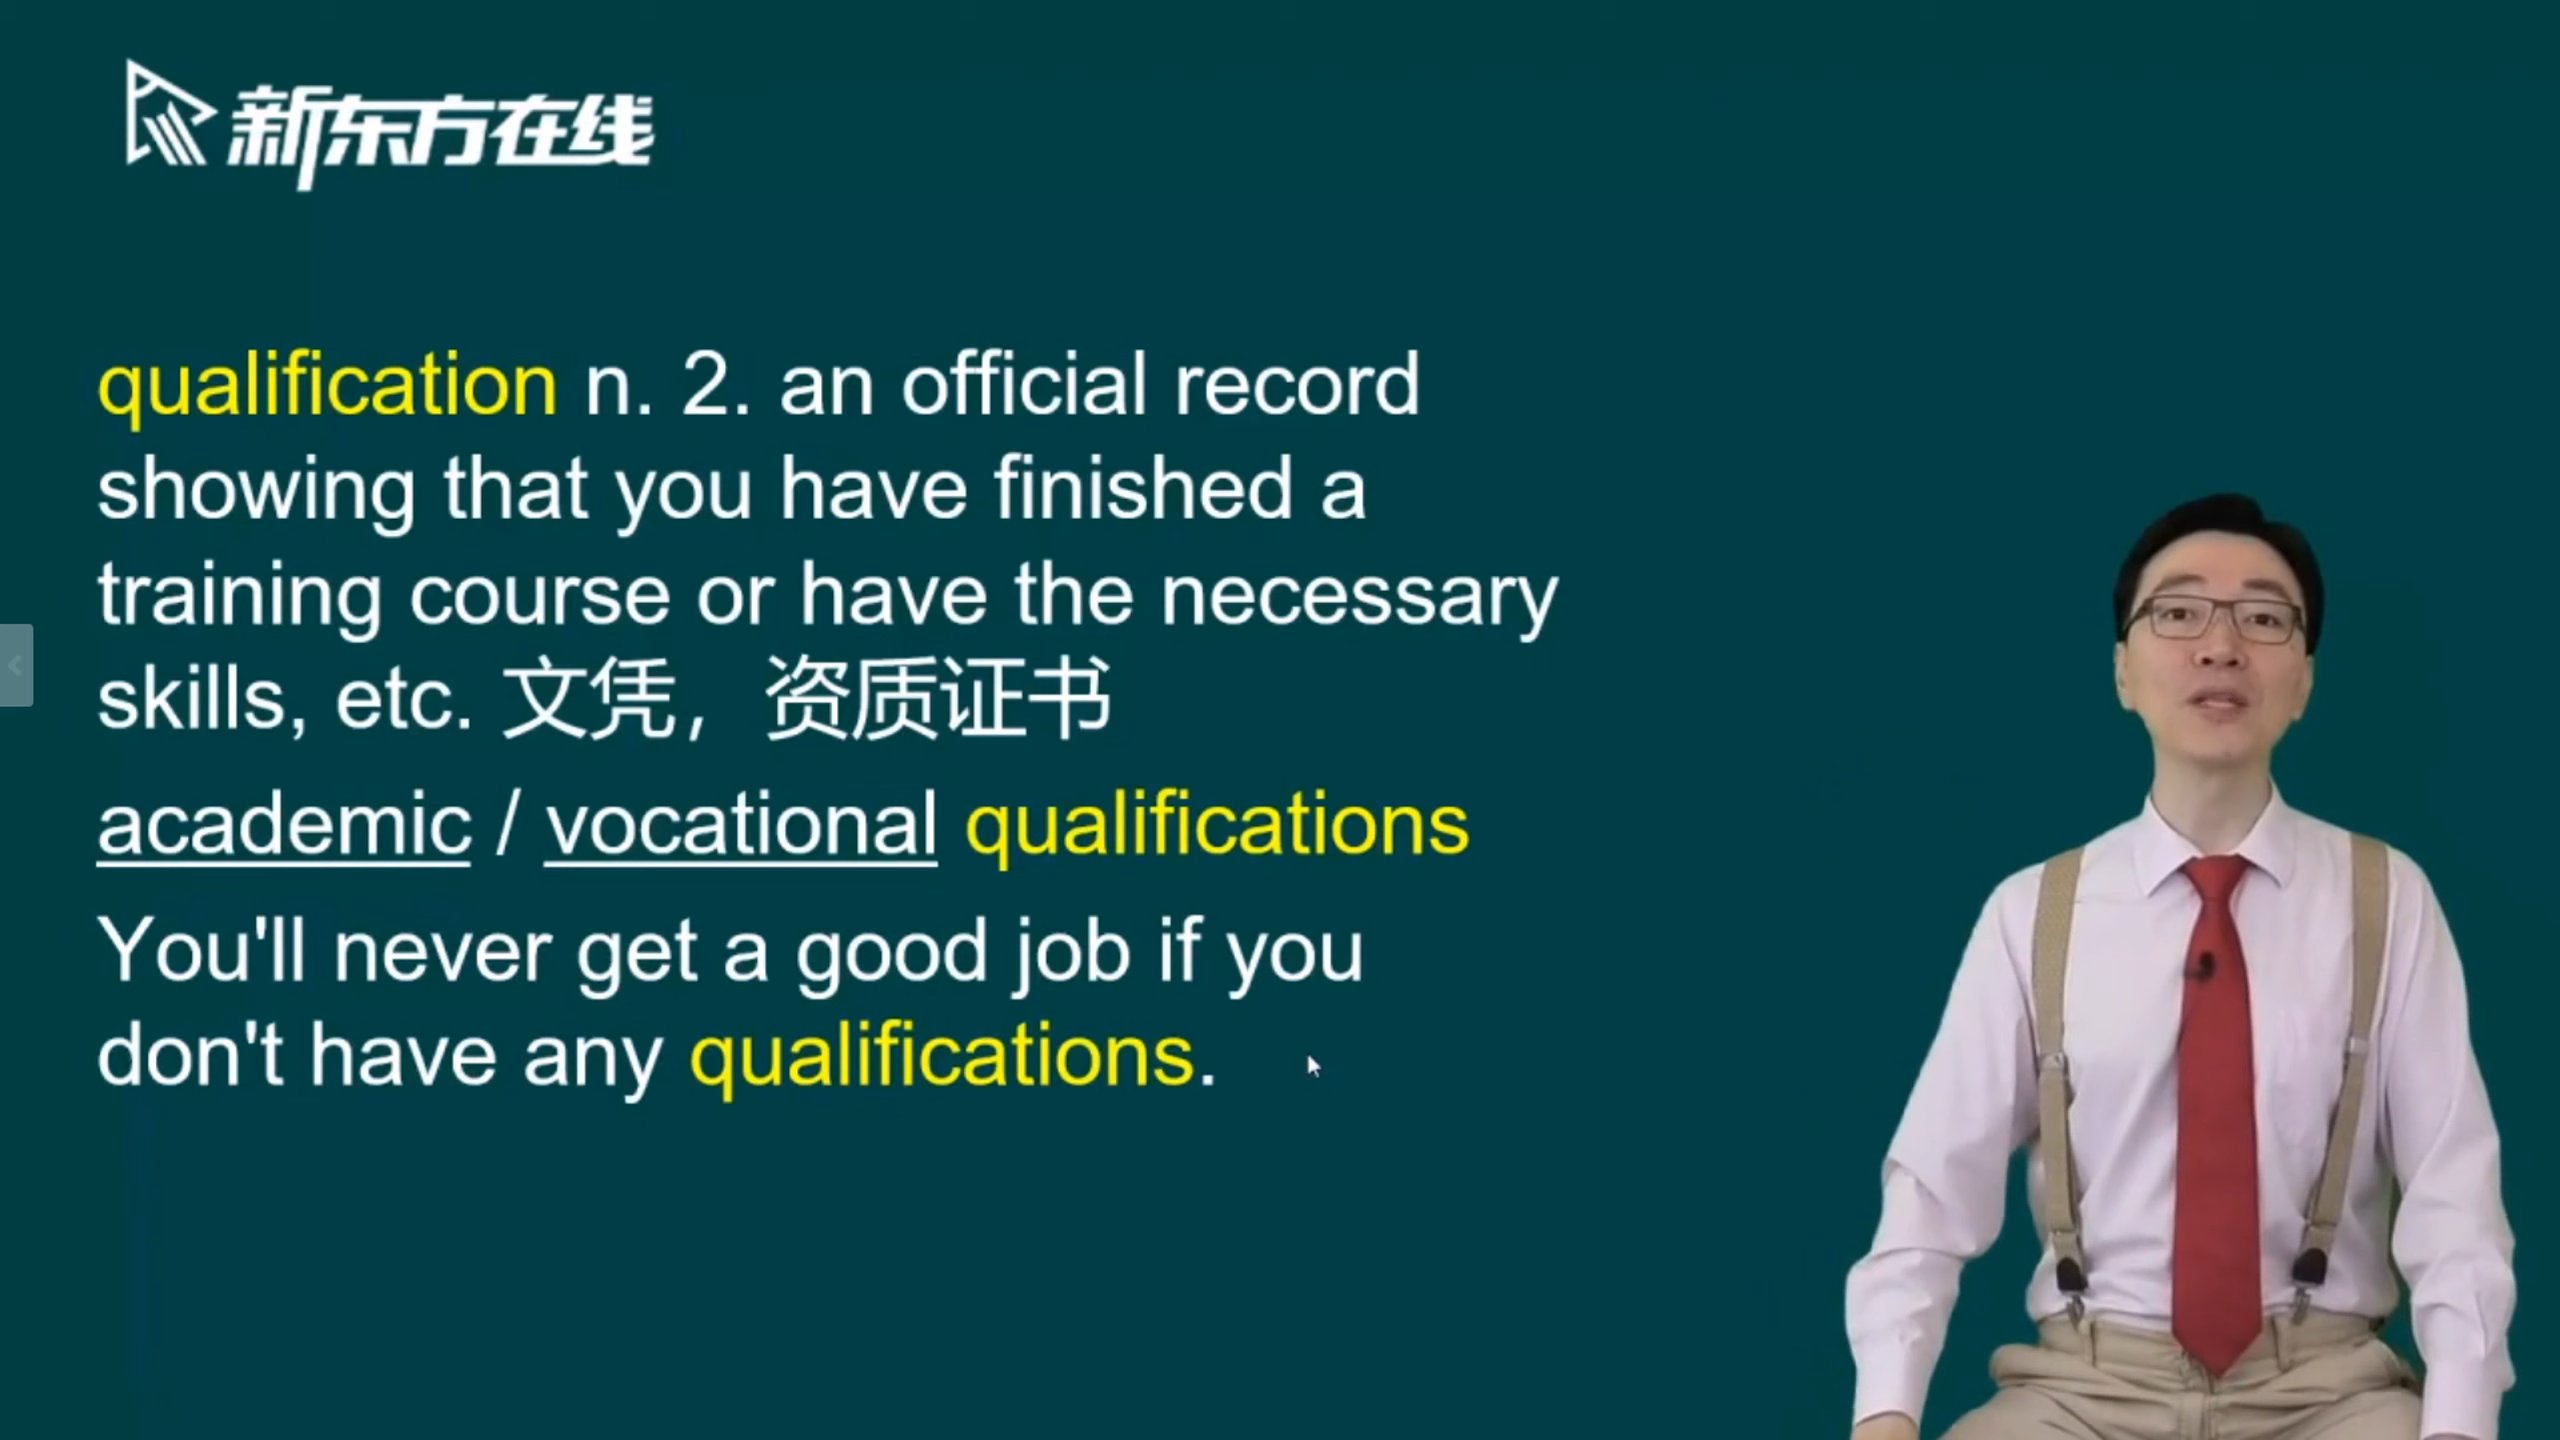 新东方在线
qualification n. 2. an official record
showing that you have finished a
training course or have the necessary
skills, etc. 文凭，资质证书
academic / vocational qualifications
You'll never get a good job if you
don't have any qualifications.